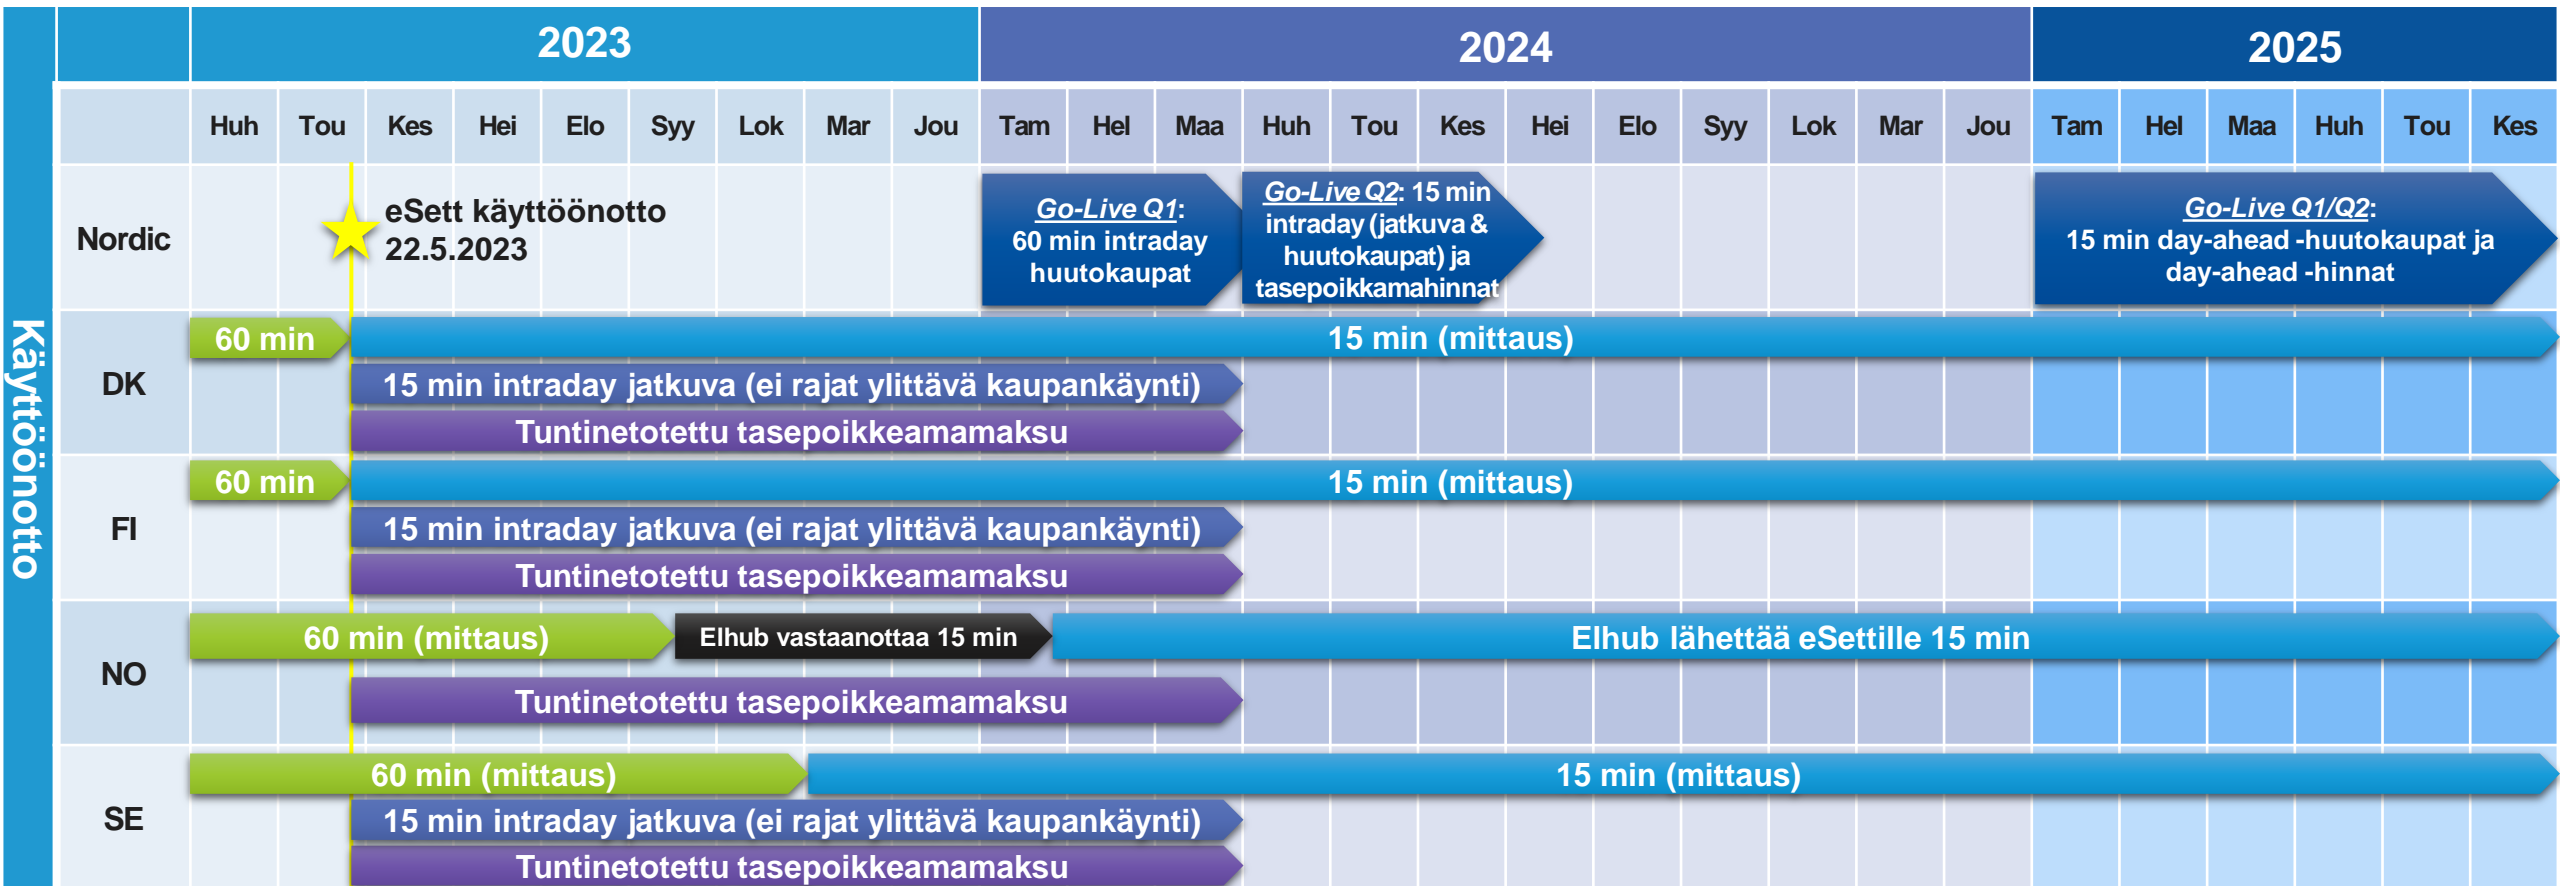 2023
2024
2025
Huh Tou Kes Hei Elo Syy Lok Mar Jou Tam Hel Maa Huh Tou Kes Hei Elo Syy Lok Mar Jou Tam Hel Maa Huh Tou Kes
Käyttöönotto
Nordic
eSett käyttöönotto
22.5.2023
Go-Live Q1:
60 min intraday
huutokaupat
Go-Live Q2: 15 min
intraday (jatkuva &
huutokaupat) ja
tasepoikkamahinnat
Go-Live Q1/Q2:
15 min day-ahead -huutokaupat ja
day-ahead -hinnat
DK
60 min
15 min (mittaus)
15 min intraday jatkuva (ei rajat ylittävä kaupankäynti)
Tuntinetotettu tasepoikkeamamaksu
FI
60 min
15 min (mittaus)
15 min intraday jatkuva (ei rajat ylittävä kaupankäynti)
Tuntinetotettu tasepoikkeamamaksu
NO
60 min (mittaus)
Elhub vastaanottaa 15 min
Elhub lähettää eSettille 15 min
Tuntinetotettu tasepoikkeamamaksu
SE
60 min (mittaus)
15 min (mittaus)
15 min intraday jatkuva (ei rajat ylittävä kaupankäynti)
Tuntinetotettu tasepoikkeamamaksu